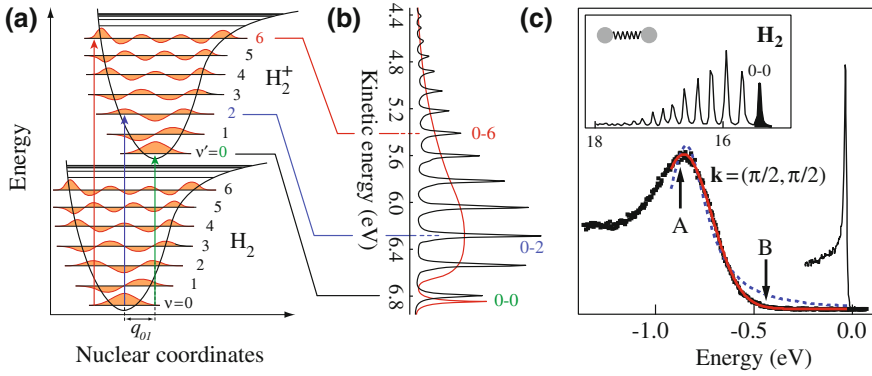 (a)
Energy
6
5
4
3
2
1
ν'=0
H2+
6
5
4
3
2
1
ν=0
H2
q01
Nuclear coordinates
(b)
Kinetic energy (eV)
4.4
4.8
5.2
5.6
6.0
6.4
6.8
0-6
0-2
0-0
(c)
H2
0-0
18
16
k=(π/2,π/2)
A
B
-1.0
-0.5
0.0
Energy (eV)